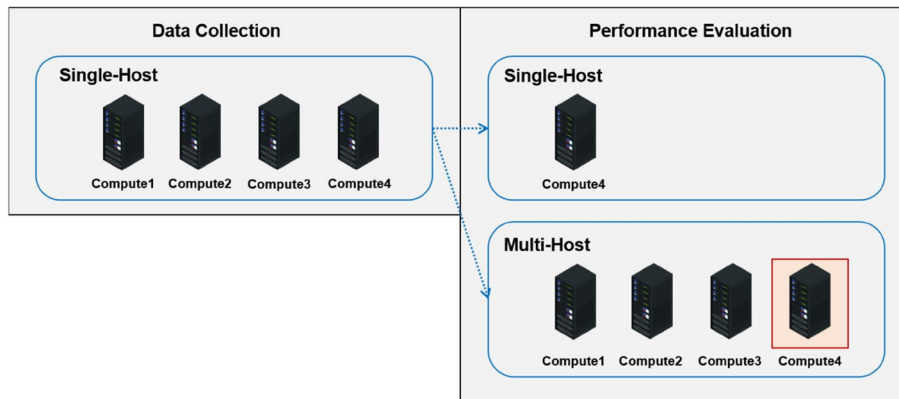 Data Collection
Single-Host
Compute1 Compute2 Compute3 Compute4
Performance Evaluation
Single-Host
Compute4
Multi-Host
Compute1 Compute2 Compute3 Compute4